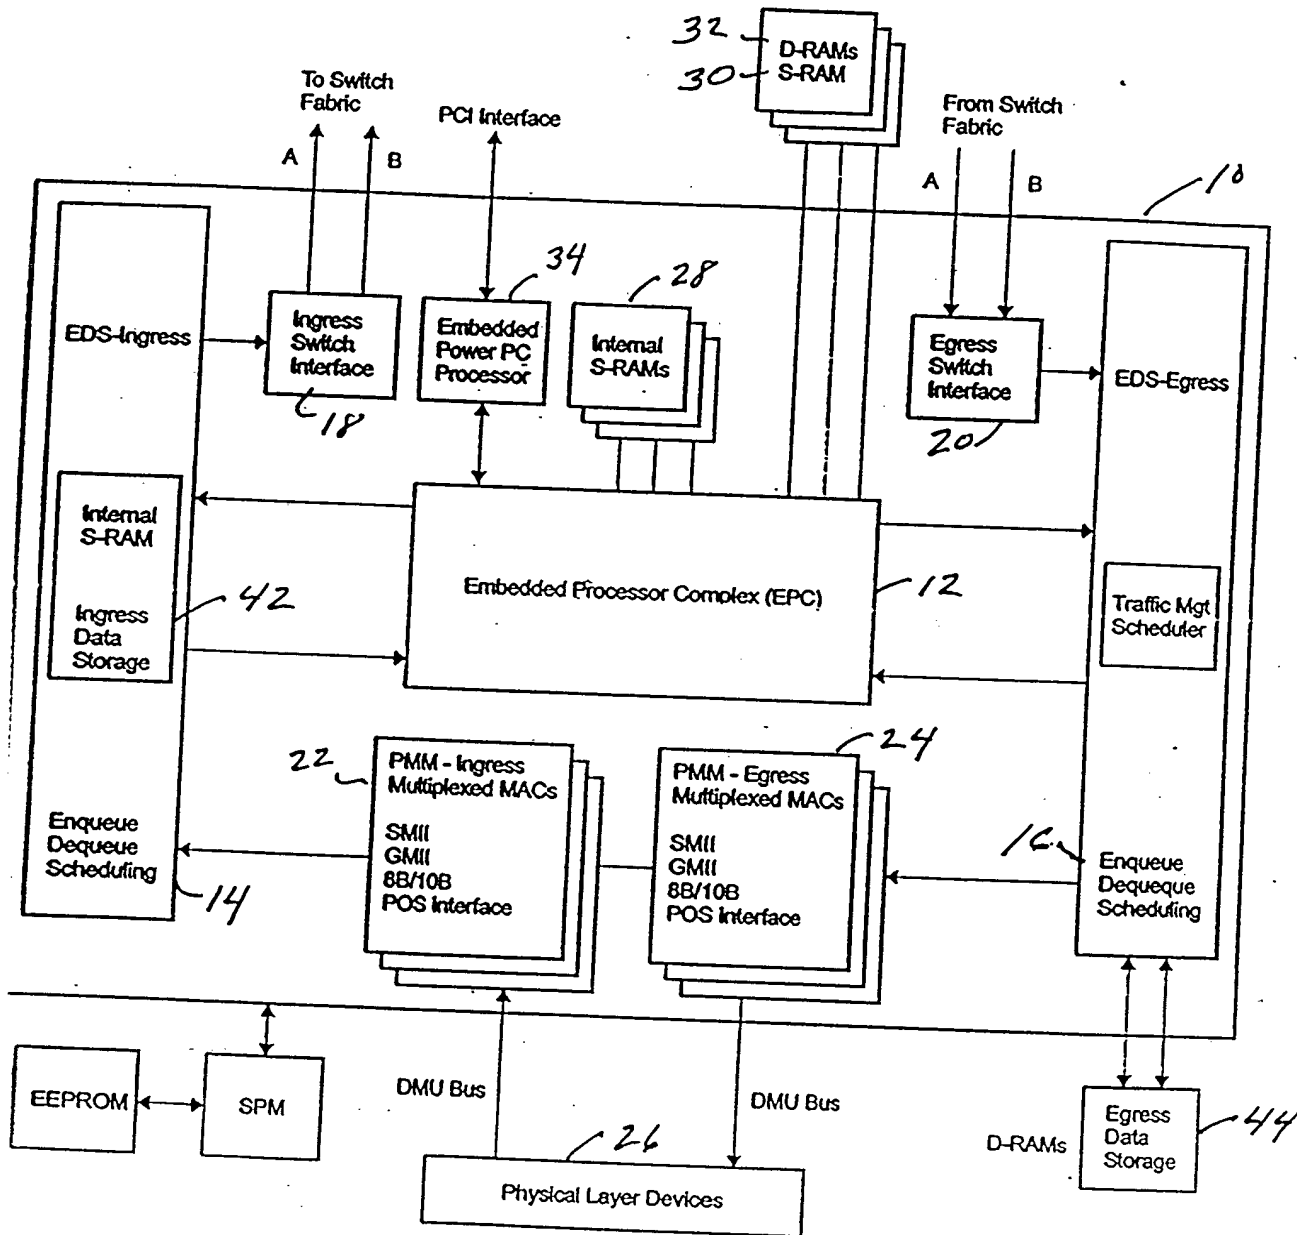 32
D-RAMs
30
S-RAM
To Switch
Fabric
PCI Interface
From Switch
Fabric
A
B
A
B
10
34
28
EDS-Ingress
Ingress
Switch
Interface
18
Embedded
Power PC
Processor
Internal
S-RAMs
Egress
Switch
Interface
20
EDS-Egress
Internal
S-RAM
Ingress
Data
Storage
42
Embedded Processor Complex (EPC)
12
Traffic Mgt
Scheduler
22
PMM - Ingress
Multiplexed MACs
SMII
GMII
8B/10B
POS Interface
24
PMM - Egress
Multiplexed MACs
SMII
GMII
8B/10B
POS Interface
Enqueue
Dequeue
Scheduling
14
16
Enqueue
Dequeque
Scheduling
EEPROM
SPM
DMU Bus
DMU Bus
26
Physical Layer Devices
D-RAMs
Egress
Data
Storage
44